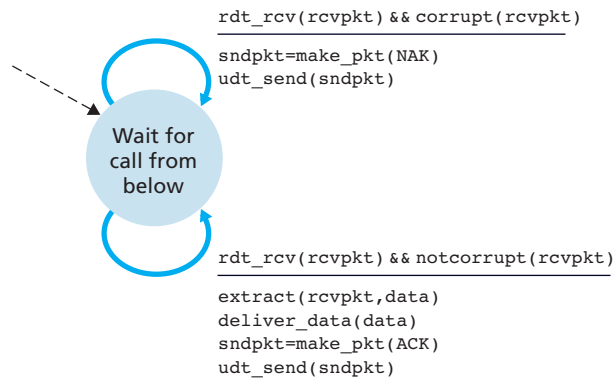 rdt_rcv(rcvpkt) && corrupt(rcvpkt)
sndpkt=make_pkt(NAK)
udt_send(sndpkt)
Wait for
call from
below
rdt_rcv(rcvpkt) && notcorrupt(rcvpkt)
extract(rcvpkt,data)
deliver_data(data)
sndpkt=make_pkt(ACK)
udt_send(sndpkt)